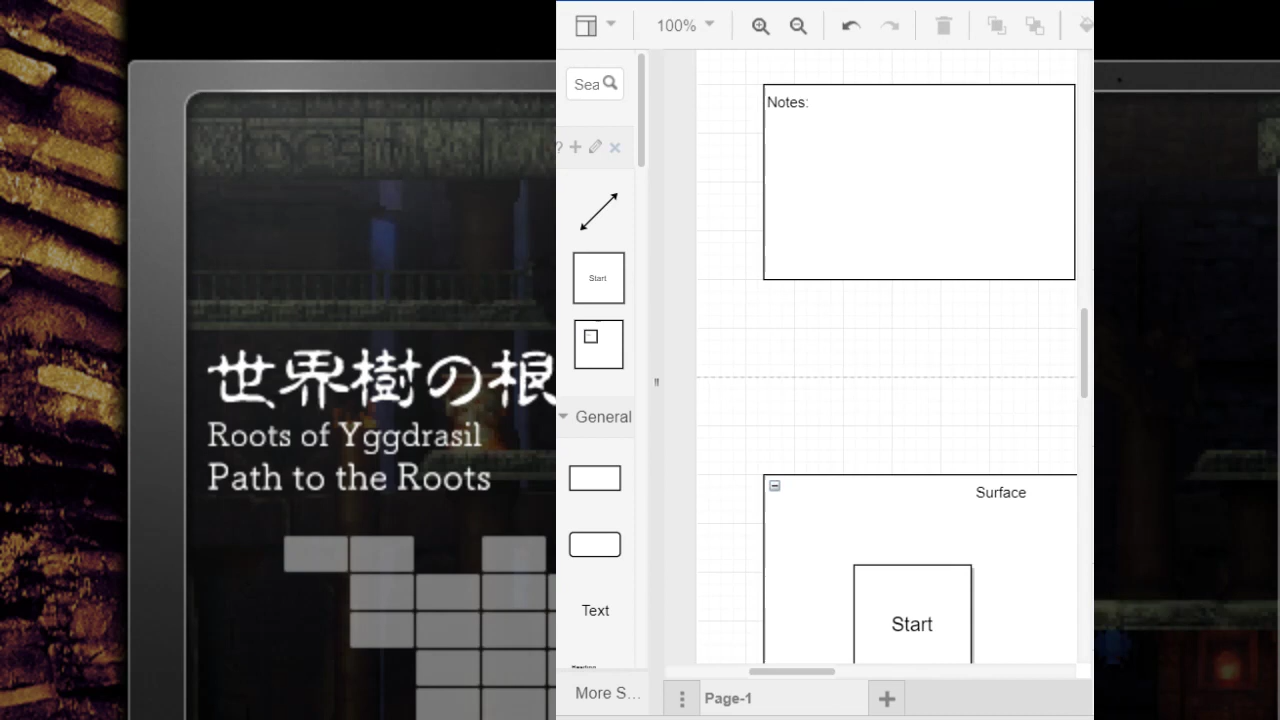 100%
Sea
Notes:
?
Start
世界樹の根
Roots of Yggdrasil
Path to the Roots
General
Text
Surface
Start
More S...
Page-1